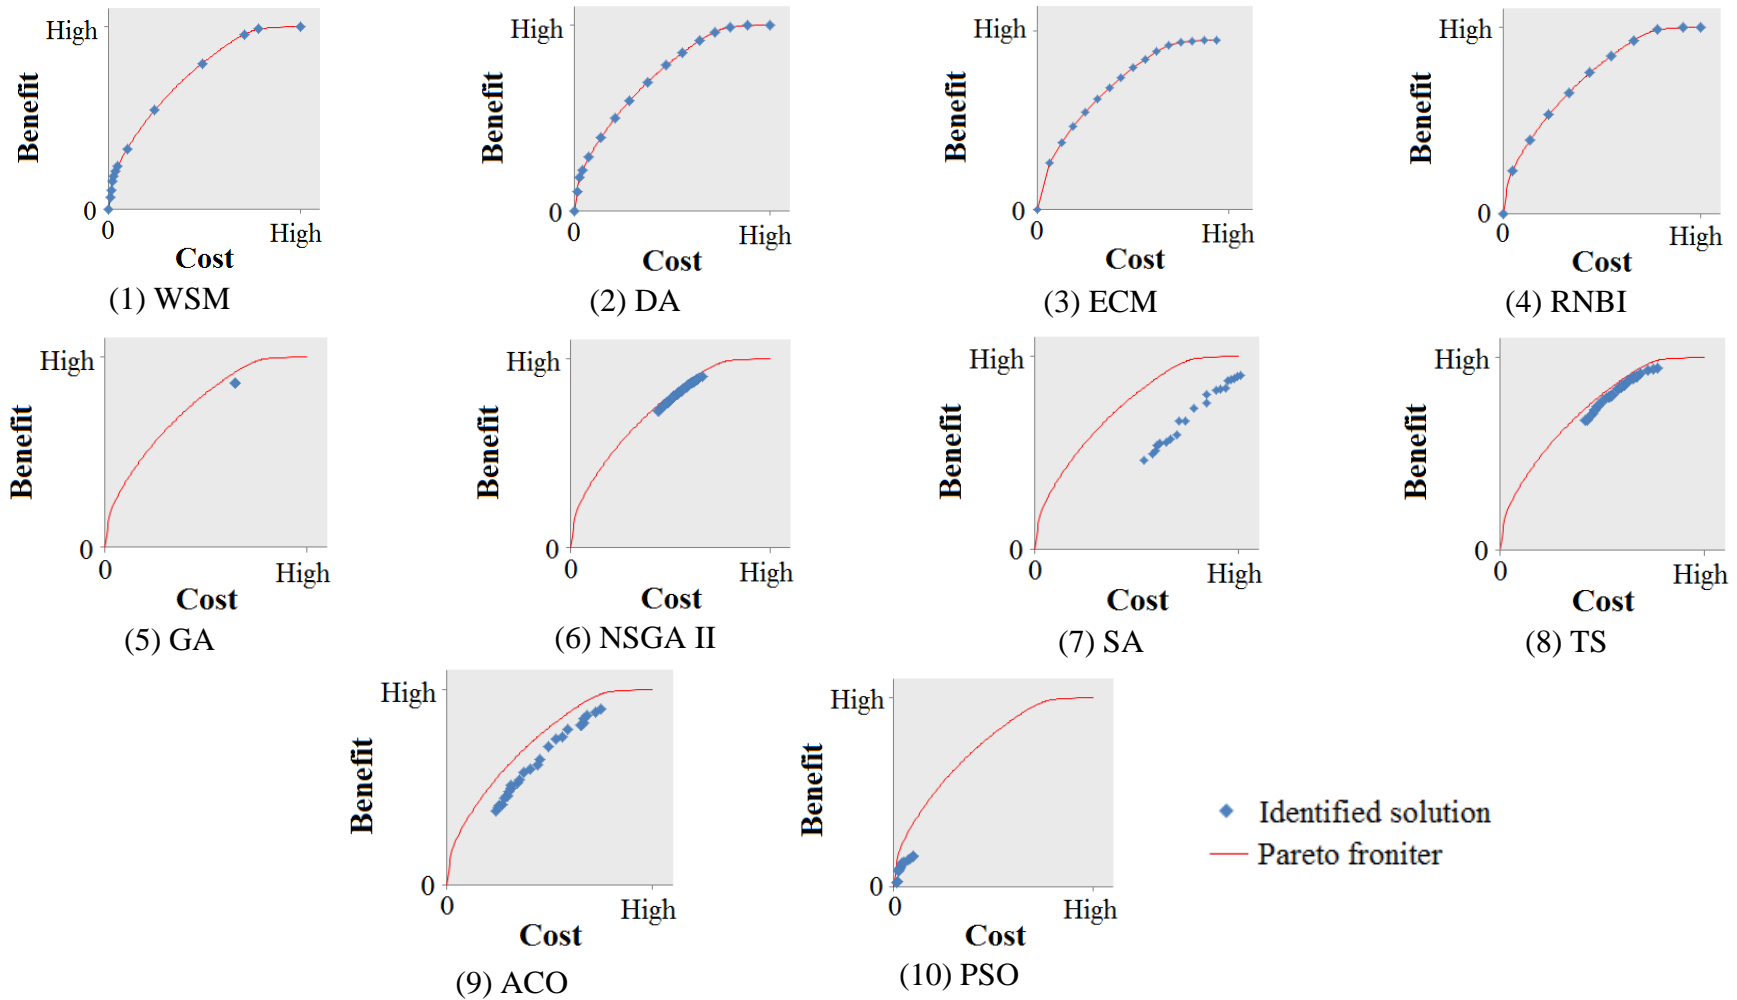 High
Benefit
0
0
High
Cost
(1) WSM
High
Benefit
0
0
High
Cost
(2) DA
High
Benefit
0
0
High
Cost
(3) ECM
High
Benefit
0
0
High
Cost
(4) RNBI
High
Benefit
0
0
High
Cost
(5) GA
High
Benefit
0
0
High
Cost
(6) NSGA II
High
Benefit
0
0
High
Cost
(7) SA
High
Benefit
0
0
High
Cost
(8) TS
High
Benefit
0
0
High
Cost
(9) ACO
High
Benefit
0
0
High
Cost
(10) PSO
Identified solution
Pareto froniter